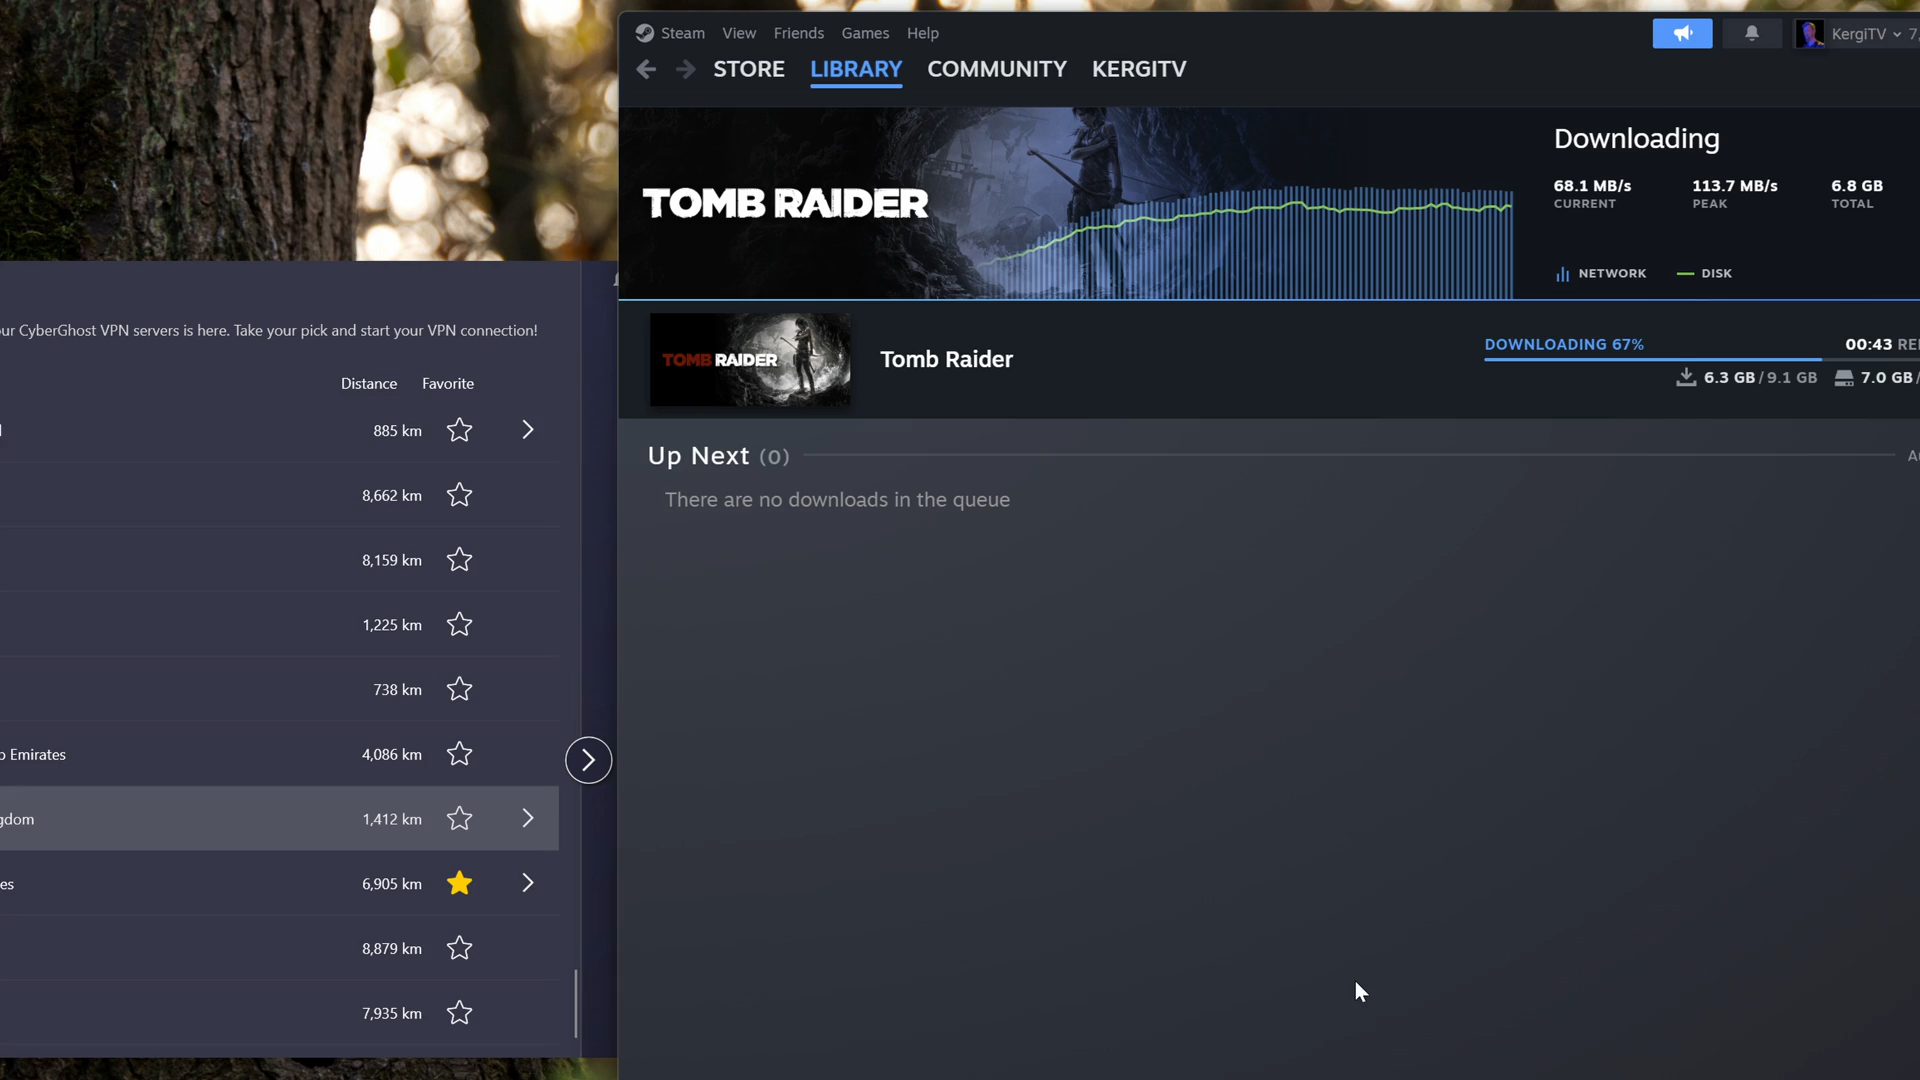 Steam View Friends Games Help
KergiTV
STORE LIBRARY COMMUNITY KERGITV
TOMB RAIDER
Downloading
68.1 MB/s 113.7 MB/s 6.8 GB
CURRENT PEAK TOTAL
NETWORK DISK
TOMB RAIDER
Tomb Raider
DOWNLOADING 67% 00:43
6.3 GB / 9.1 GB 7.0 GB /
Up Next (0)
There are no downloads in the queue
ur CyberGhost VPN servers is here. Take your pick and start your VPN connection!
Distance Favorite
885 km
8,662 km
8,159 km
1,225 km
738 km
Emirates 4,086 km
gdom 1,412 km
es 6,905 km
8,879 km
7,935 km